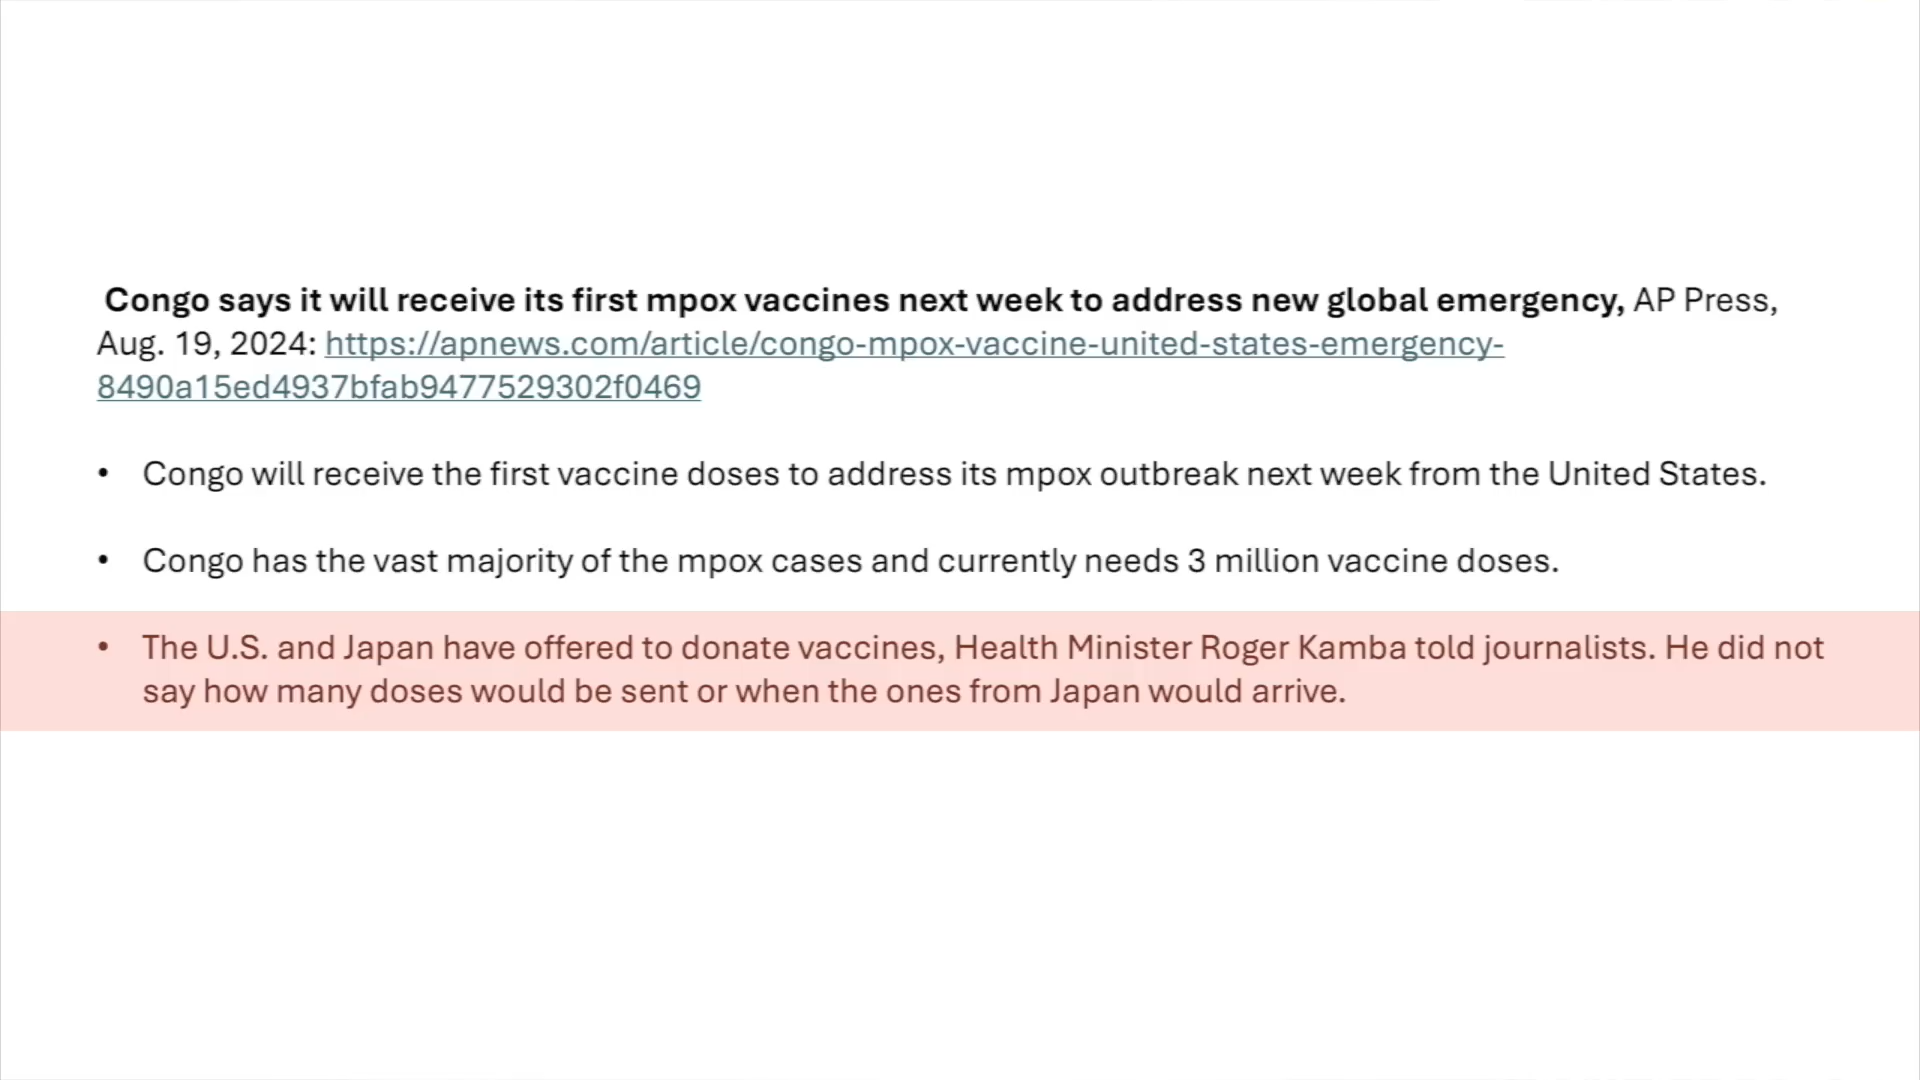 Congo says it will receive its first mpox vaccines next week to address new global emergency, AP Press,
Aug. 19, 2024: https://apnews.com/article/congo-mpox-vaccine-united-states-emergency-
8490a15ed4937bfab9477529302f0469
• Congo will receive the first vaccine doses to address its mpox outbreak next week from the United States.
• Congo has the vast majority of the mpox cases and currently needs 3 million vaccine doses.
• The U.S. and Japan have offered to donate vaccines, Health Minister Roger Kamba told journalists. He did not
say how many doses would be sent or when the ones from Japan would arrive.